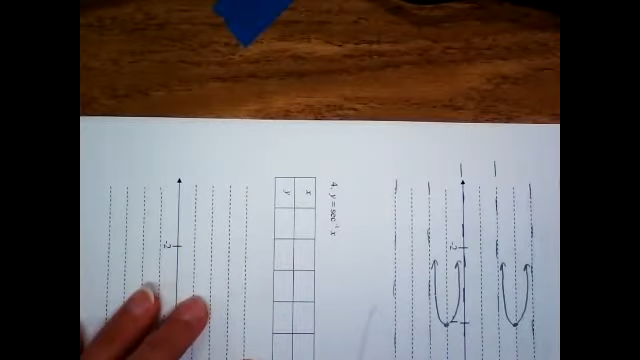 4. y = sec⁻¹ x
x
y
-2
-2